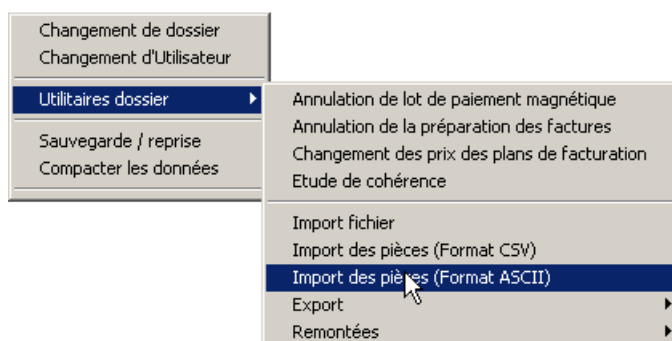 Changement de dossier
Changement d'Utilisateur
Utilitaires dossier
Sauvegarde / reprise
Compacter les données
Annulation de lot de paiement magnétique
Annulation de la préparation des factures
Changement des prix des plans de facturation
Etude de cohérence
Import fichier
Import des pièces (Format CSV)
Import des pièces (Format ASCII)
Export
Remontées